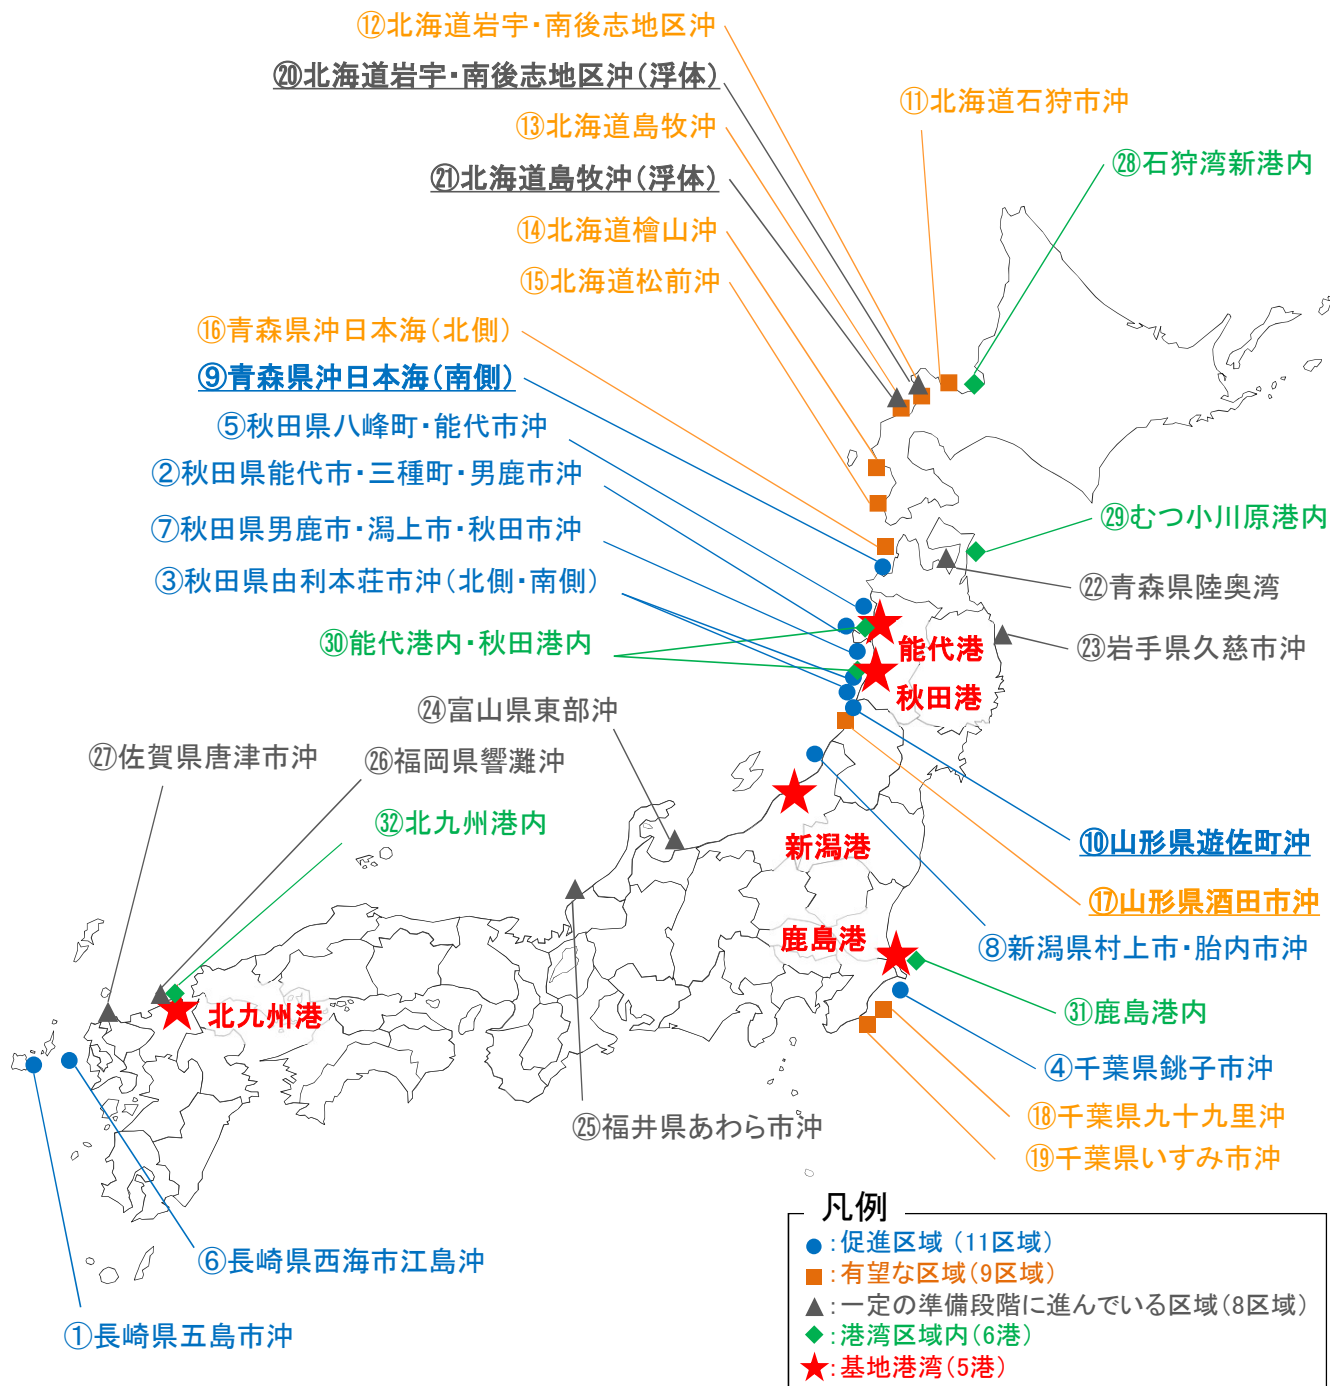 ⑫北海道岩宇・南後志地区沖
⑳北海道岩宇・南後志地区沖(浮体)
⑪北海道石狩市沖
⑬北海道島牧沖
㉘石狩湾新港内
㉑北海道島牧沖(浮体)
⑭北海道檜山沖
⑮北海道松前沖
⑯青森県沖日本海(北側)
⑨青森県沖日本海(南側)
⑤秋田県八峰町・能代市沖
②秋田県能代市・三種町・男鹿市沖
⑦秋田県男鹿市・潟上市・秋田市沖
㉙むつ小川原港内
③秋田県由利本荘市沖(北側・南側)
㉒青森県陸奥湾
㉚能代港内・秋田港内
能代港
㉓岩手県久慈市沖
秋田港
㉔富山県東部沖
㉗佐賀県唐津市沖
㉖福岡県響灘沖
㉜北九州港内
新潟港
⑩山形県遊佐町沖
⑰山形県酒田市沖
鹿島港
⑧新潟県村上市・胎内市沖
北九州港
㉛鹿島港内
④千葉県銚子市沖
⑱千葉県九十九里沖
㉕福井県あわら市沖
⑲千葉県いすみ市沖
⑥長崎県西海市江島沖
①長崎県五島市沖
凡例
:促進区域 (11区域)
:有望な区域(9区域)
:一定の準備段階に進んでいる区域(8区域)
:港湾区域内(6港)
:基地港湾(5港)